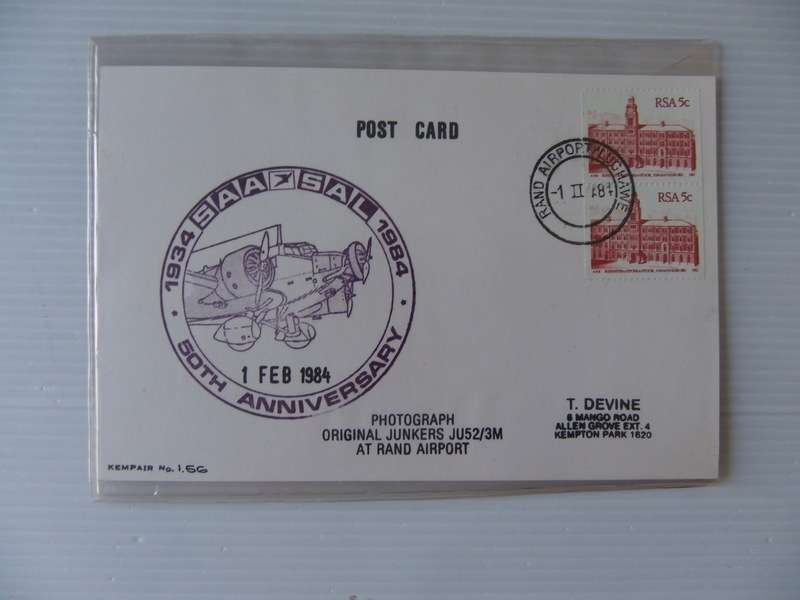 POST CARD
RSA 5c
RSA 5c
RAND AIRPORT/LUGHAWE
-1 II 84
1934 SAA SAL 1984
50TH ANNIVERSARY
1 FEB 1984
PHOTOGRAPH
ORIGINAL JUNKERS JU52/3M
AT RAND AIRPORT
T. DEVINE
6 MANGO ROAD
ALLEN GROVE EXT. 4
KEMPTON PARK 1620
KEMPAIR No. 1.5G